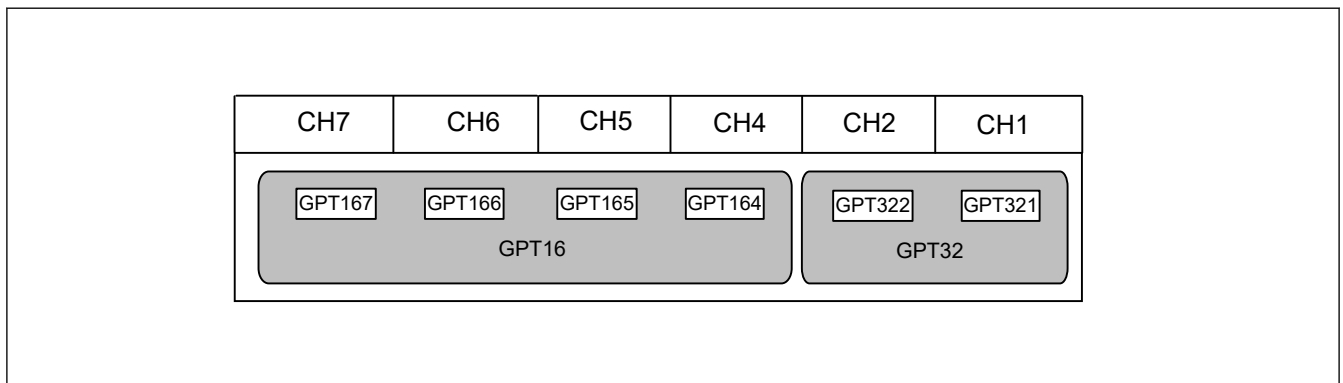 CH7 CH6 CH5 CH4 CH2 CH1
GPT167 GPT166 GPT165 GPT164 GPT322 GPT321
GPT16 GPT32